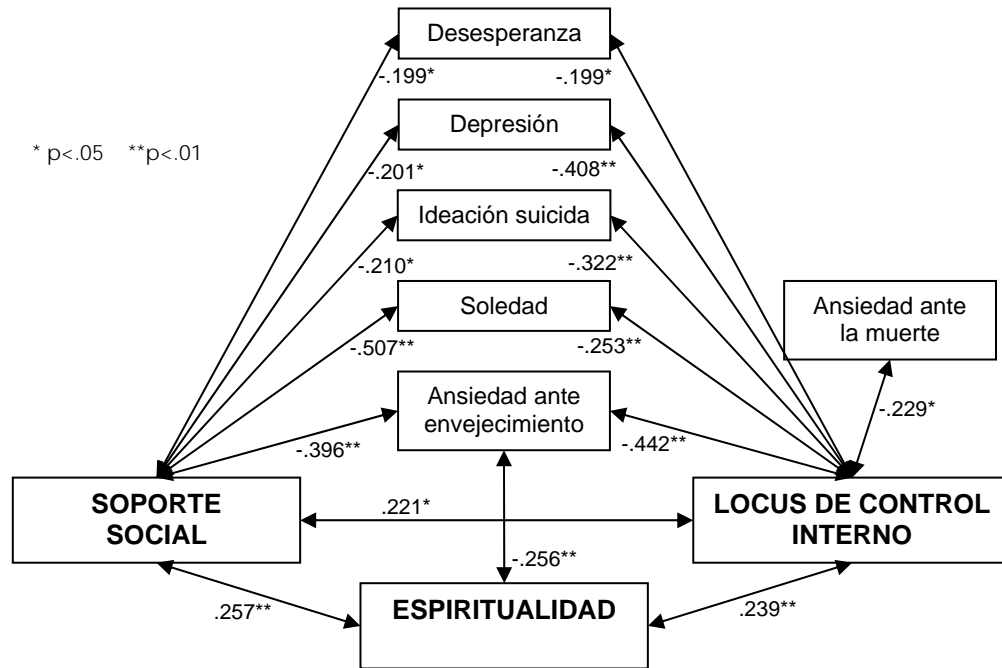 Desesperanza
-.199*
-.199*
Depresión
* p<.05 **p<.01
-.201*
-.408**
Ideación suicida
-.210*
-.322**
Soledad
Ansiedad ante
la muerte
-.507**
-.253**
Ansiedad ante
envejecimiento
-.229*
-.396**
-.442**
SOPORTE
SOCIAL
.221*
LOCUS DE CONTROL
INTERNO
-.256**
ESPIRITUALIDAD
.257**
.239**